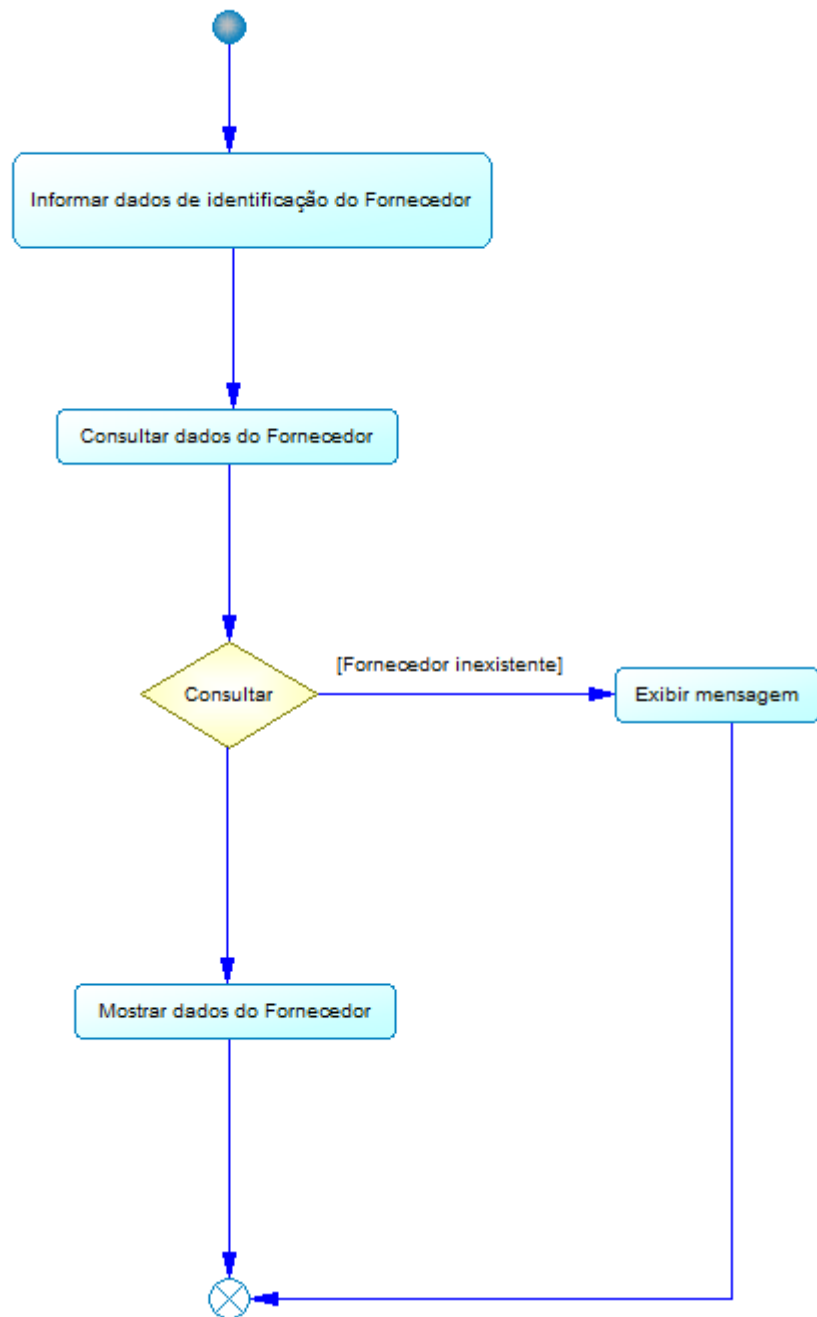 Informar dados de identificação do Fornecedor
Consultar dados do Fornecedor
[Fornecedor inexistente]
Consultar
Exibir mensagem
Mostrar dados do Fornecedor